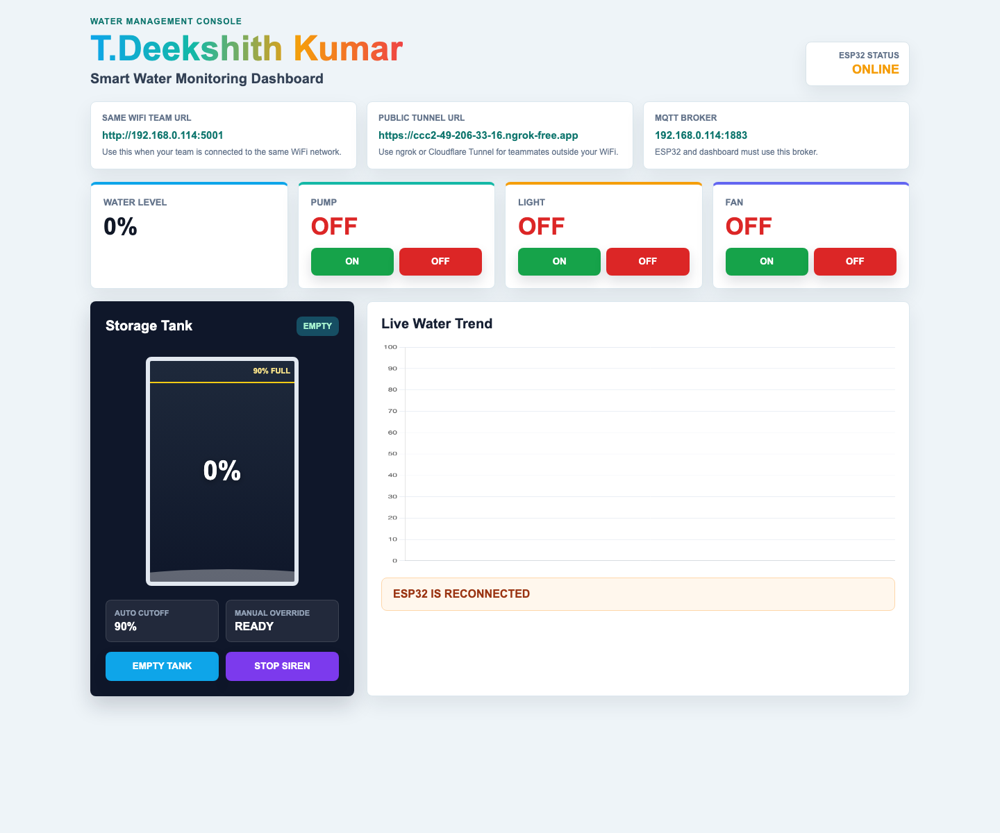 WATER MANAGEMENT CONSOLE
T.Deekshith Kumar
Smart Water Monitoring Dashboard
ESP32 STATUS
ONLINE
SAME WIFI TEAM URL
http://192.168.0.114:5001
Use this when your team is connected to the same WiFi network.
PUBLIC TUNNEL URL
https://ccc2-49-206-33-16.ngrok-free.app
Use ngrok or Cloudflare Tunnel for teammates outside your WiFi.
MQTT BROKER
192.168.0.114:1883
ESP32 and dashboard must use this broker.
WATER LEVEL
0%
PUMP
OFF
ON OFF
LIGHT
OFF
ON OFF
FAN
OFF
ON OFF
Storage Tank
EMPTY
90% FULL
0%
AUTO CUTOFF
90%
MANUAL OVERRIDE
READY
EMPTY TANK
STOP SIREN
Live Water Trend
100
90
80
70
60
50
40
30
20
10
0
ESP32 IS RECONNECTED